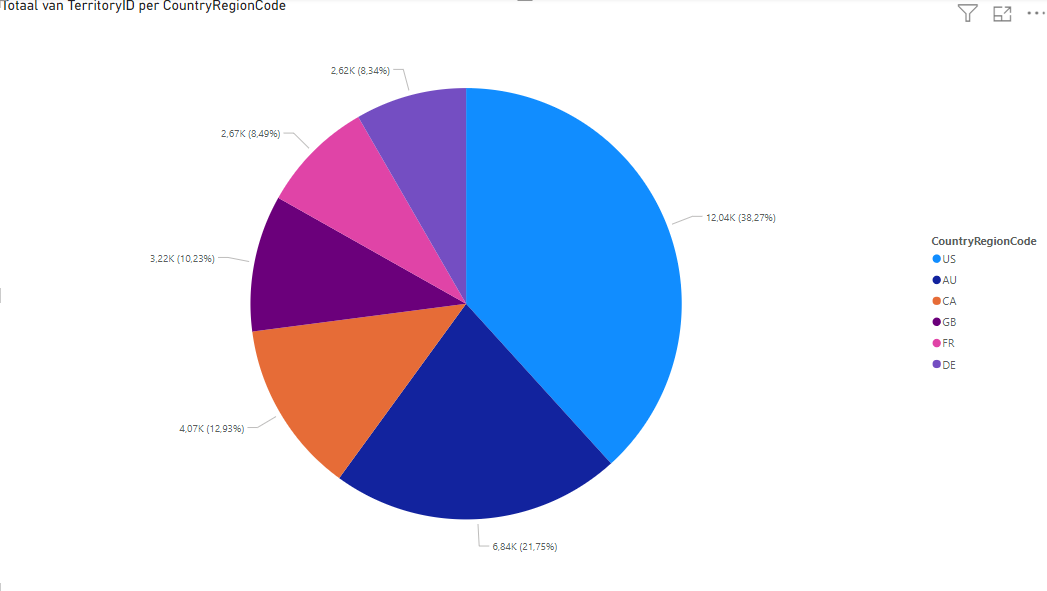 Totaal van TerritoryID per CountryRegionCode
2,62K (8,34%)
2,67K (8,49%)
12,04K (38,27%)
3,22K (10,23%)
4,07K (12,93%)
6,84K (21,75%)
CountryRegionCode
US
AU
CA
GB
FR
DE